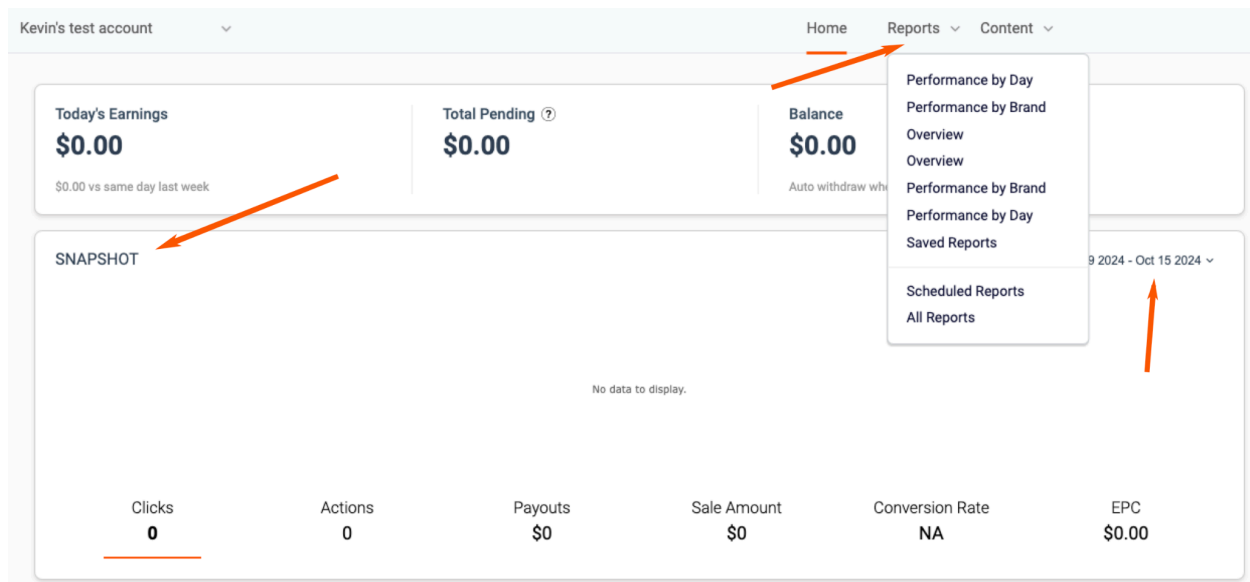 Kevin's test account
Home
Reports
Content
Performance by Day
Performance by Brand
Overview
Overview
Performance by Brand
Performance by Day
Saved Reports
Scheduled Reports
All Reports
Today's Earnings
$0.00
$0.00 vs same day last week
Total Pending ?
$0.00
Balance
$0.00
Auto withdraw
SNAPSHOT
9 2024 - Oct 15 2024
No data to display.
Clicks
0
Actions
0
Payouts
$0
Sale Amount
$0
Conversion Rate
NA
EPC
$0.00